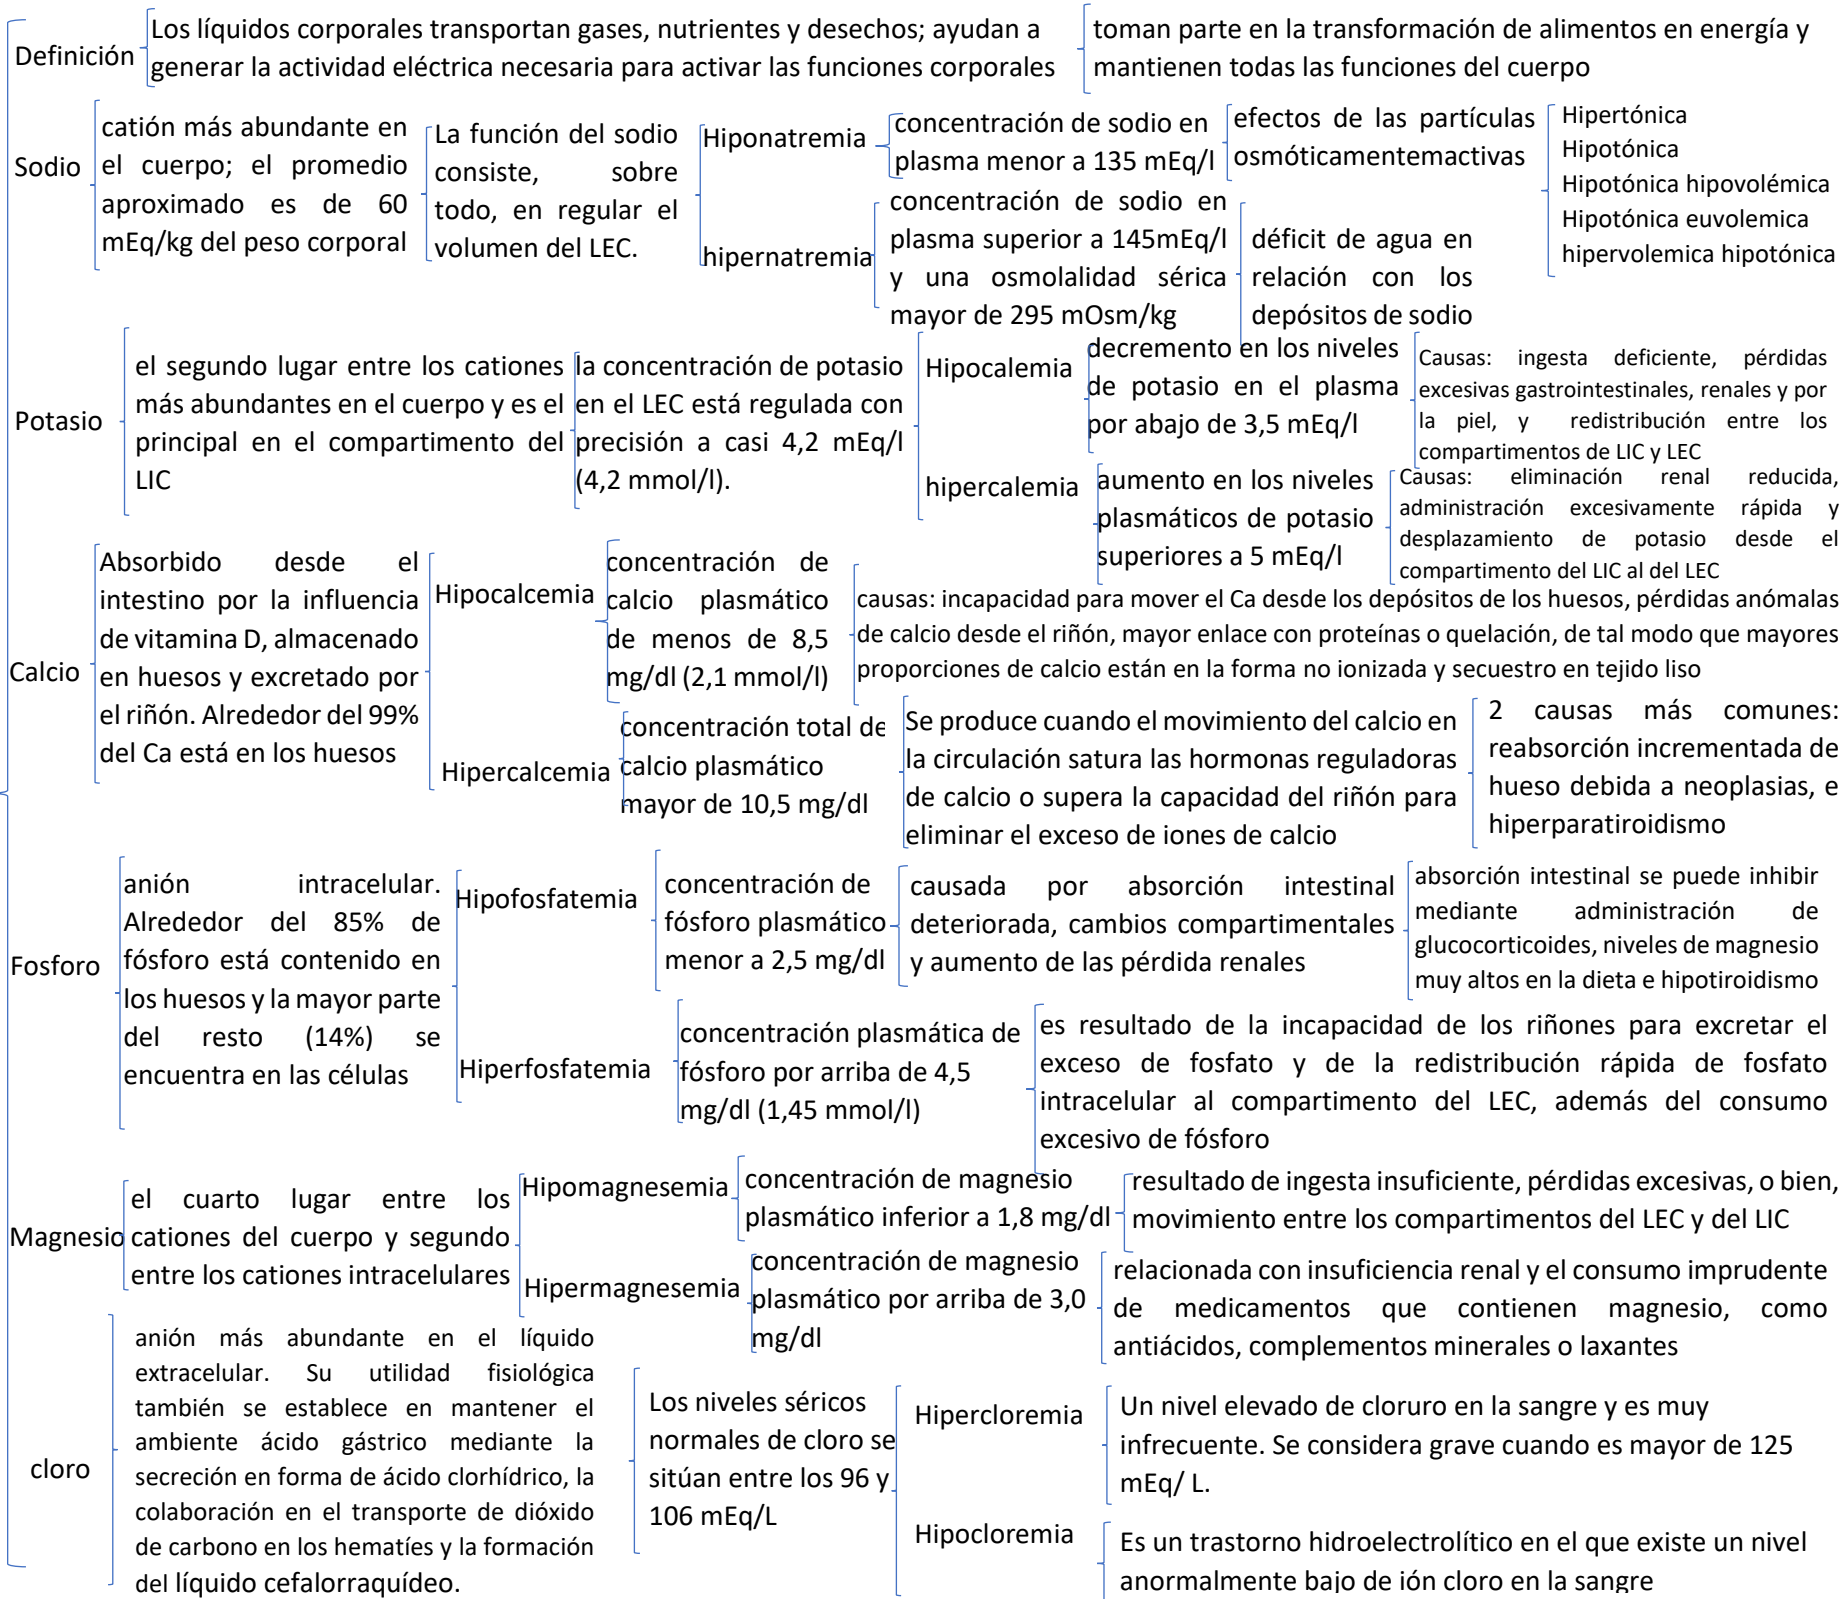 Definición
Los líquidos corporales transportan gases, nutrientes y desechos; ayudan a
generar la actividad eléctrica necesaria para activar las funciones corporales
toman parte en la transformación de alimentos en energía y
mantienen todas las funciones del cuerpo
Sodio
catión más abundante en
el cuerpo; el promedio
aproximado es de 60
mEq/kg del peso corporal
La función del sodio
consiste, sobre
todo, en regular el
volumen del LEC.
Hiponatremia
concentración de sodio en
plasma menor a 135 mEq/l
efectos de las partículas
osmóticamentemactivas
Hipertónica
Hipotónica
Hipotónica hipovolémica
Hipotónica euvolemica
hipervolemica hipotónica
hipernatremia
concentración de sodio en
plasma superior a 145mEq/l
y una osmolalidad sérica
mayor de 295 mOsm/kg
déficit de agua en
relación con los
depósitos de sodio
Potasio
el segundo lugar entre los cationes
más abundantes en el cuerpo y es el
principal en el compartimento del
LIC
la concentración de potasio
en el LEC está regulada con
precisión a casi 4,2 mEq/l
(4,2 mmol/l).
Hipocalemia
decremento en los niveles
de potasio en el plasma
por abajo de 3,5 mEq/l
Causas: ingesta deficiente, pérdidas
excesivas gastrointestinales, renales y por
la piel, y redistribución entre los
compartimentos de LIC y LEC
hipercalemia
aumento en los niveles
plasmáticos de potasio
superiores a 5 mEq/l
Causas: eliminación renal reducida,
administración excesivamente rápida y
desplazamiento de potasio desde el
compartimento del LIC al del LEC
Calcio
Absorbido desde el
intestino por la influencia
de vitamina D, almacenado
en huesos y excretado por
el riñón. Alrededor del 99%
del Ca está en los huesos
Hipocalcemia
concentración de
calcio plasmático
de menos de 8,5
mg/dl (2,1 mmol/l)
causas: incapacidad para mover el Ca desde los depósitos de los huesos, pérdidas anómalas
de calcio desde el riñón, mayor enlace con proteínas o quelación, de tal modo que mayores
proporciones de calcio están en la forma no ionizada y secuestro en tejido liso
Hipercalcemia
concentración total de
calcio plasmático
mayor de 10,5 mg/dl
Se produce cuando el movimiento del calcio en
la circulación satura las hormonas reguladoras
de calcio o supera la capacidad del riñón para
eliminar el exceso de iones de calcio
2 causas más comunes:
reabsorción incrementada de
hueso debida a neoplasias, e
hiperparatiroidismo
Fosforo
anión intracelular.
Alrededor del 85% de
fósforo está contenido en
los huesos y la mayor parte
del resto (14%) se
encuentra en las células
Hipofosfatemia
concentración de
fósforo plasmático
menor a 2,5 mg/dl
causada por absorción intestinal
deteriorada, cambios compartimentales
y aumento de las pérdida renales
absorción intestinal se puede inhibir
mediante administración de
glucocorticoides, niveles de magnesio
muy altos en la dieta e hipotiroidismo
Hiperfosfatemia
concentración plasmática de
fósforo por arriba de 4,5
mg/dl (1,45 mmol/l)
es resultado de la incapacidad de los riñones para excretar el
exceso de fosfato y de la redistribución rápida de fosfato
intracelular al compartimento del LEC, además del consumo
excesivo de fósforo
Magnesio
el cuarto lugar entre los
cationes del cuerpo y segundo
entre los cationes intracelulares
Hipomagnesemia
concentración de magnesio
plasmático inferior a 1,8 mg/dl
resultado de ingesta insuficiente, pérdidas excesivas, o bien,
movimiento entre los compartimentos del LEC y del LIC
Hipermagnesemia
concentración de magnesio
plasmático por arriba de 3,0
mg/dl
relacionada con insuficiencia renal y el consumo imprudente
de medicamentos que contienen magnesio, como
antiácidos, complementos minerales o laxantes
cloro
anión más abundante en el líquido
extracelular. Su utilidad fisiológica
también se establece en mantener el
ambiente ácido gástrico mediante la
secreción en forma de ácido clorhídrico, la
colaboración en el transporte de dióxido
de carbono en los hematíes y la formación
del líquido cefalorraquídeo.
Los niveles séricos
normales de cloro se
sitúan entre los 96 y
106 mEq/L
Hipercloremia
Un nivel elevado de cloruro en la sangre y es muy
infrecuente. Se considera grave cuando es mayor de 125
mEq/ L.
Hipocloremia
Es un trastorno hidroelectrolítico en el que existe un nivel
anormalmente bajo de ión cloro en la sangre